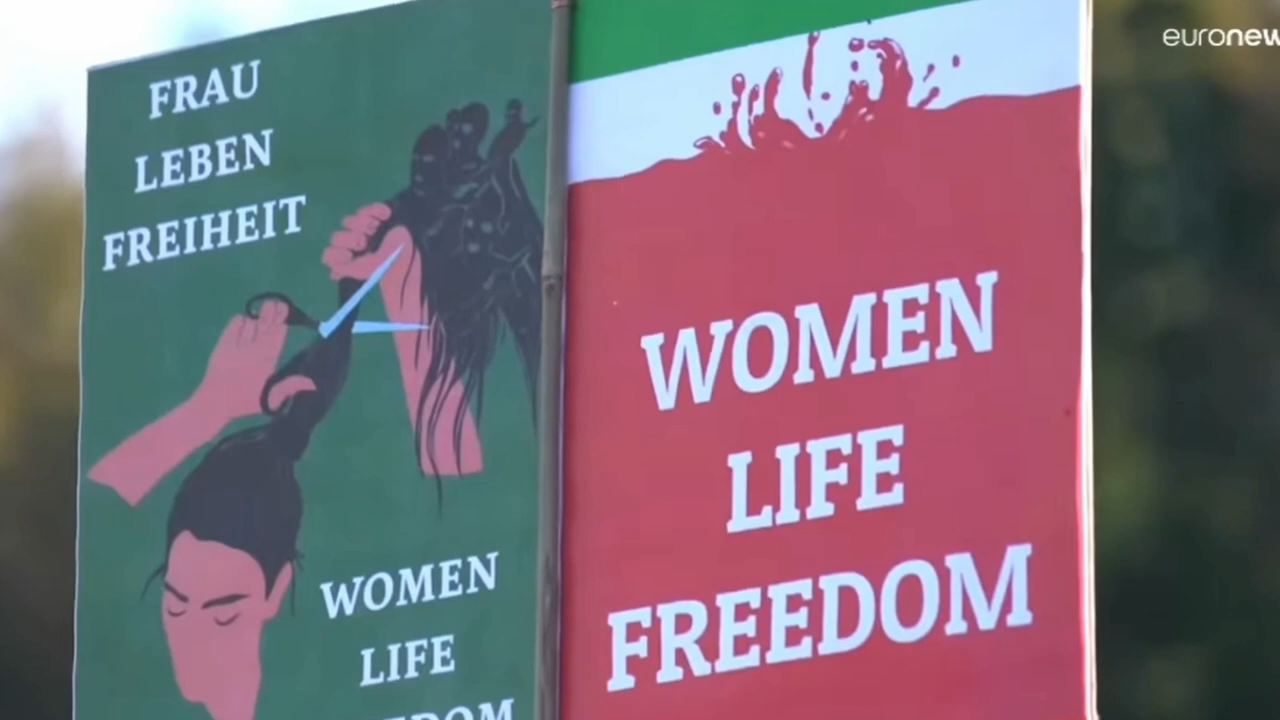 euronew
FRAU
LEBEN
FREIHEIT
WOMEN
LIFE
WOMEN
LIFE
FREEDOM